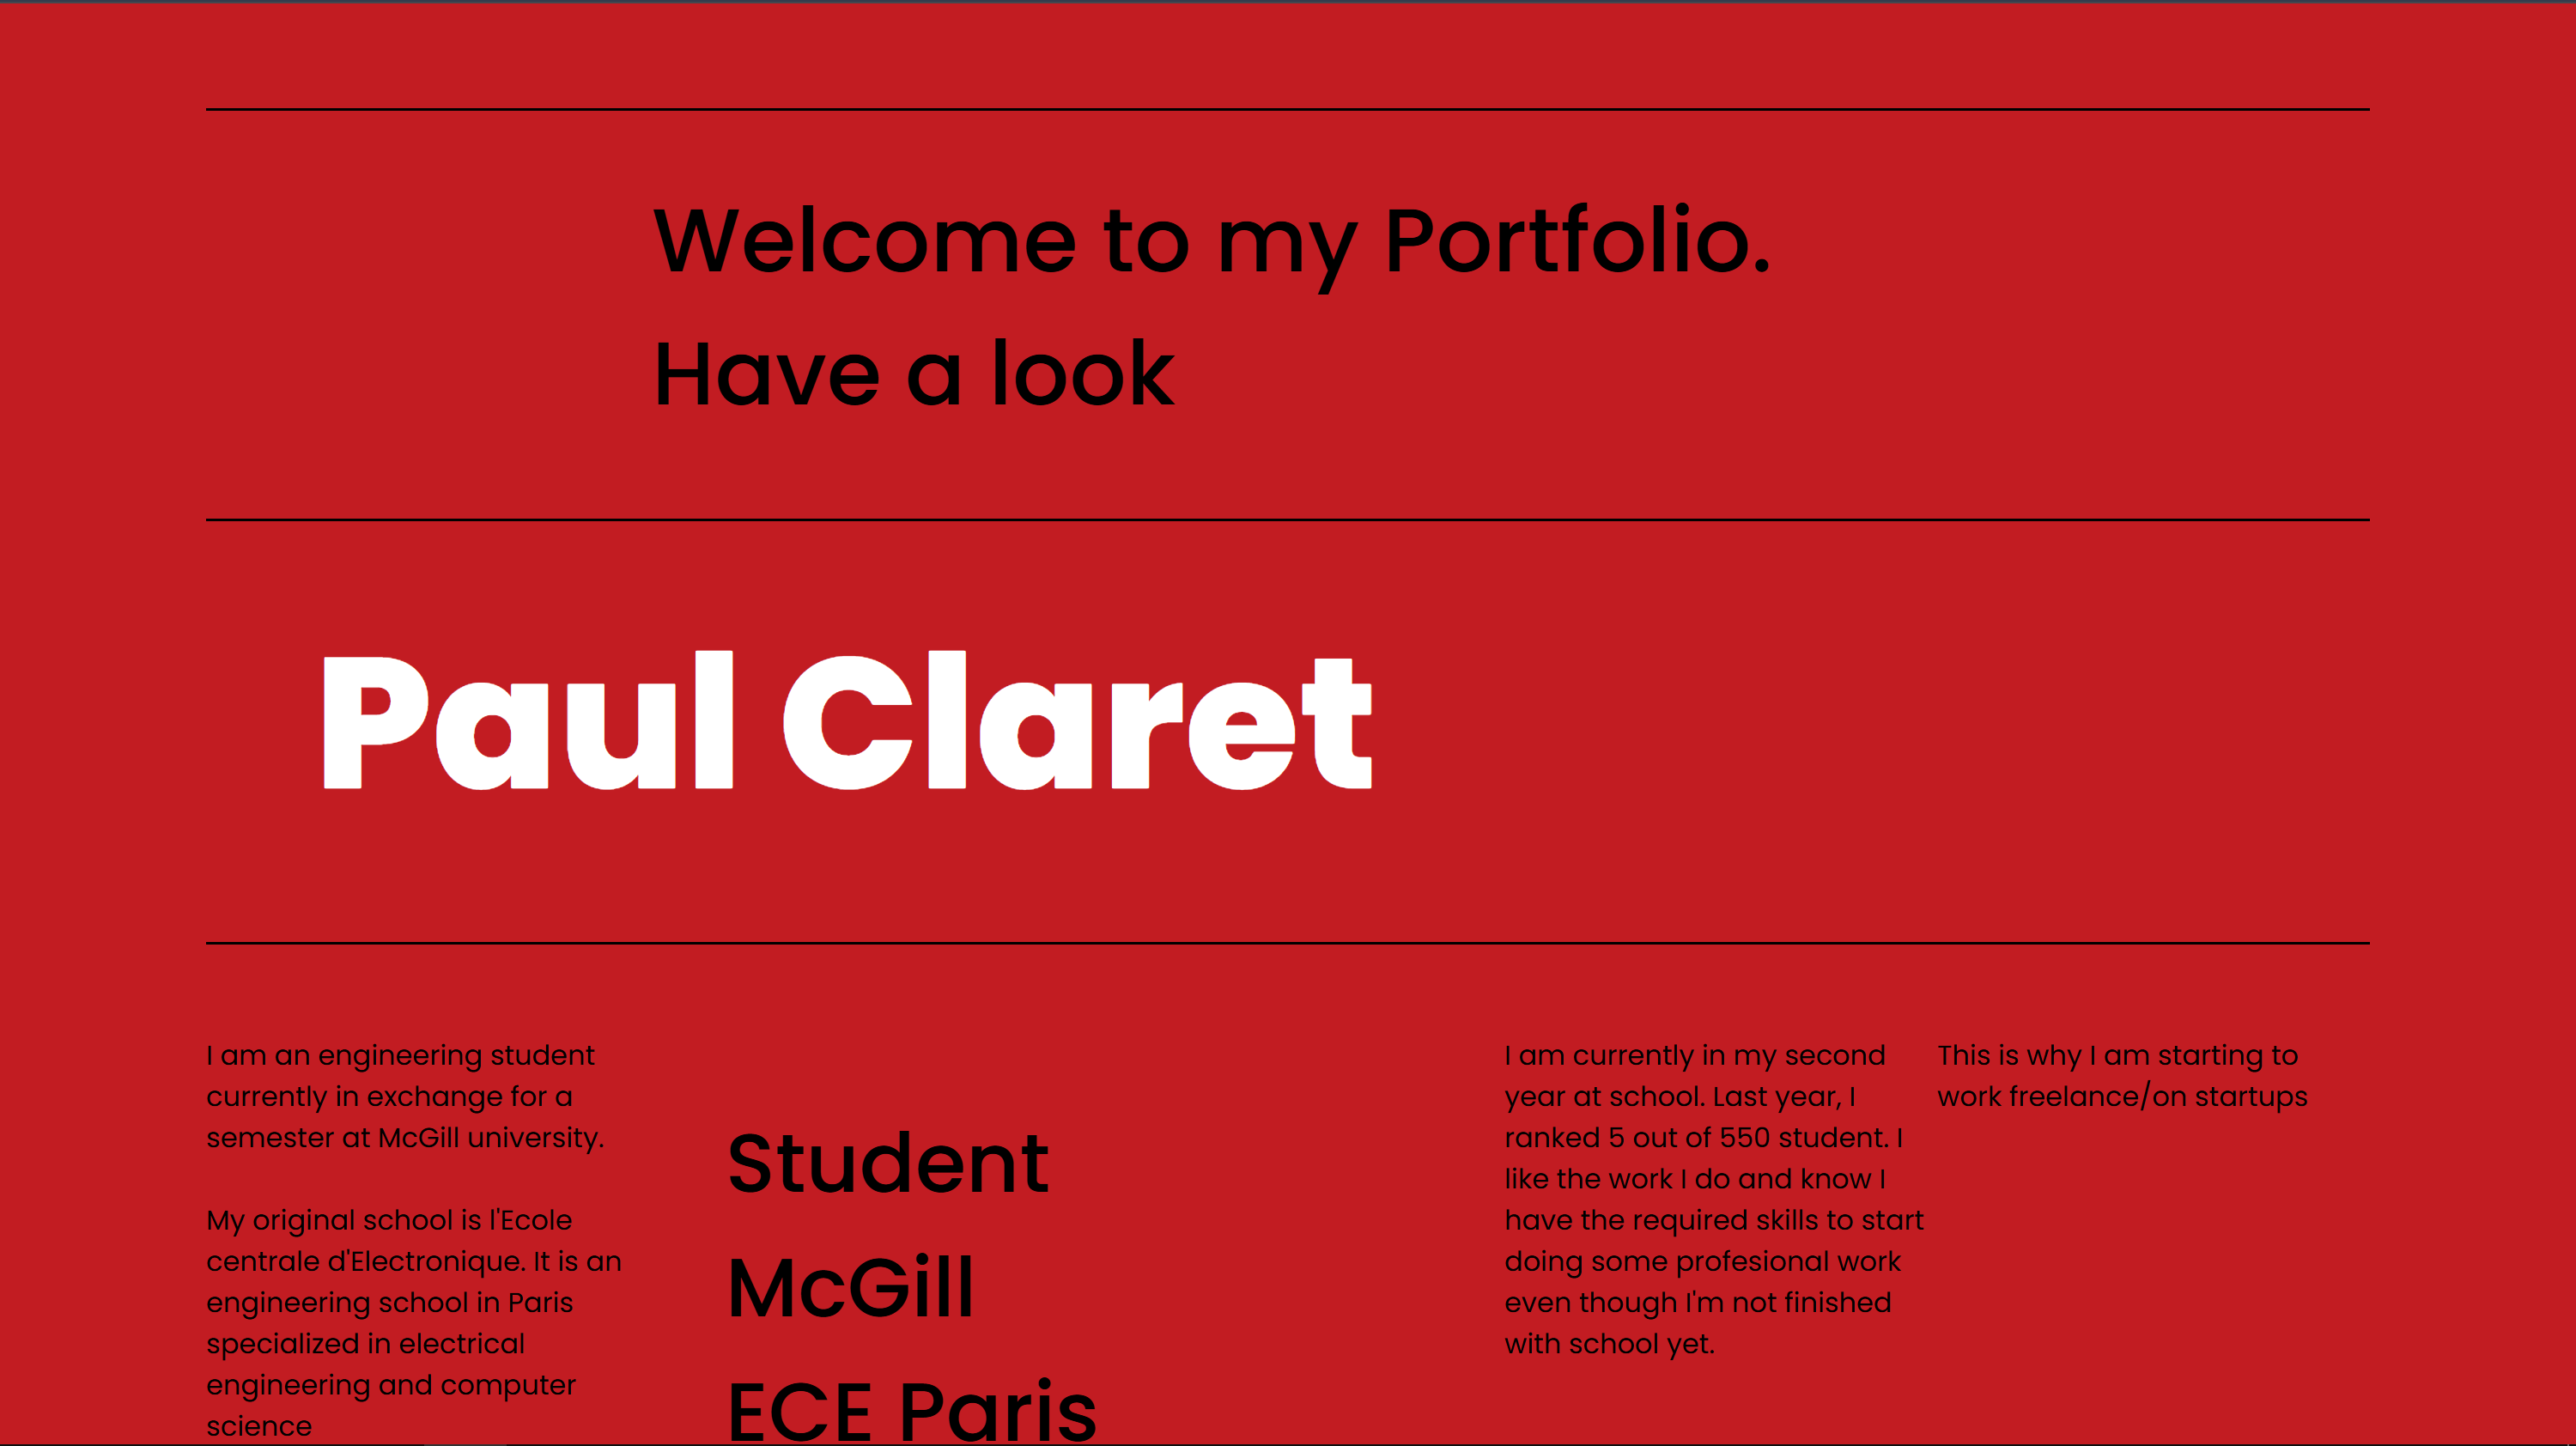 Welcome to my Portfolio.
Have a look
Paul Claret
I am an engineering student
currently in exchange for a
semester at McGill university.
My original school is l'Ecole
centrale d'Electronique. It is an
engineering school in Paris
specialized in electrical
engineering and computer
science
Student
McGill
ECE Paris
I am currently in my second
year at school. Last year, I
ranked 5 out of 550 student. I
like the work I do and know I
have the required skills to start
doing some profesional work
even though I'm not finished
with school yet.
This is why I am starting to
work freelance/on startups